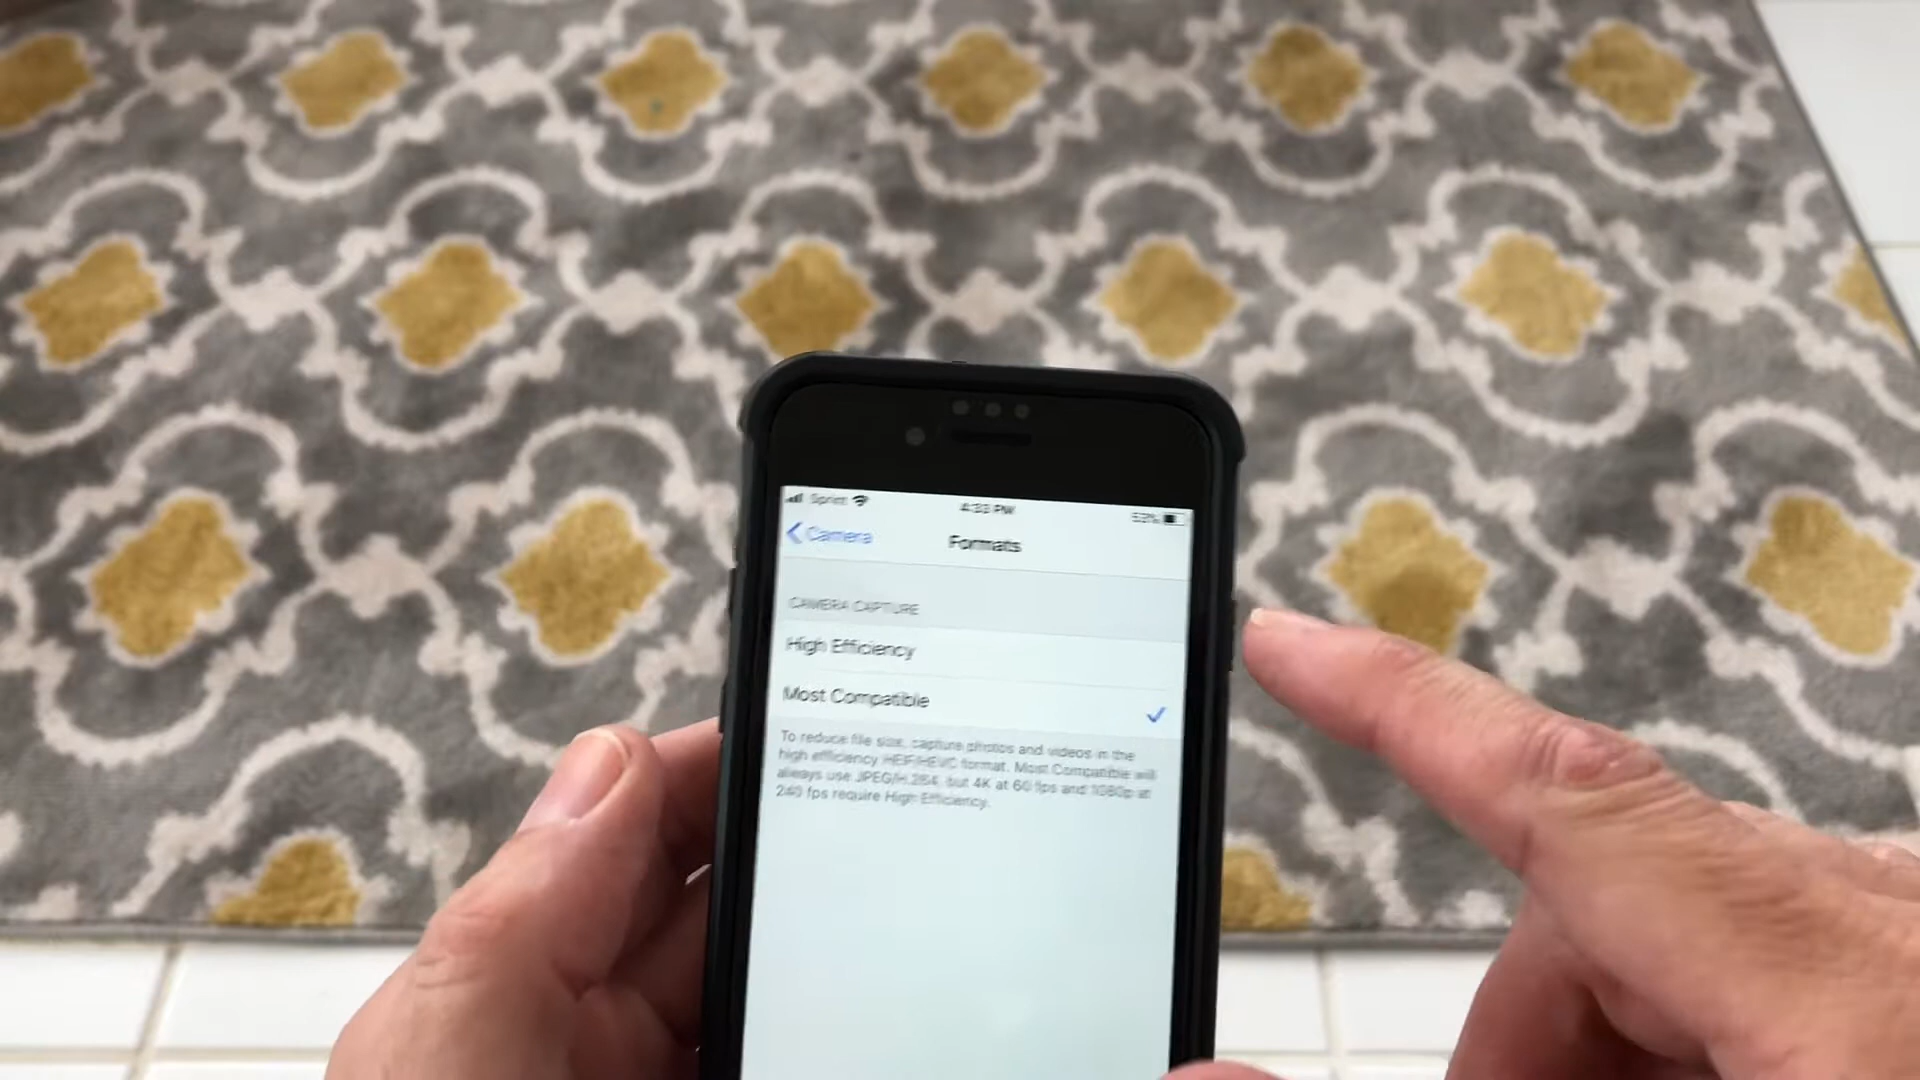 Sprint
4:33 PM
53%
Camera
Formats
CAMERA CAPTURE
High Efficiency
Most Compatible
To reduce file size, capture photos and videos in the
high efficiency HEIF/HEVC format. Most Compatible will
always use JPEG/H.264, but 4K at 60 fps and 1080p at
240 fps require High Efficiency.